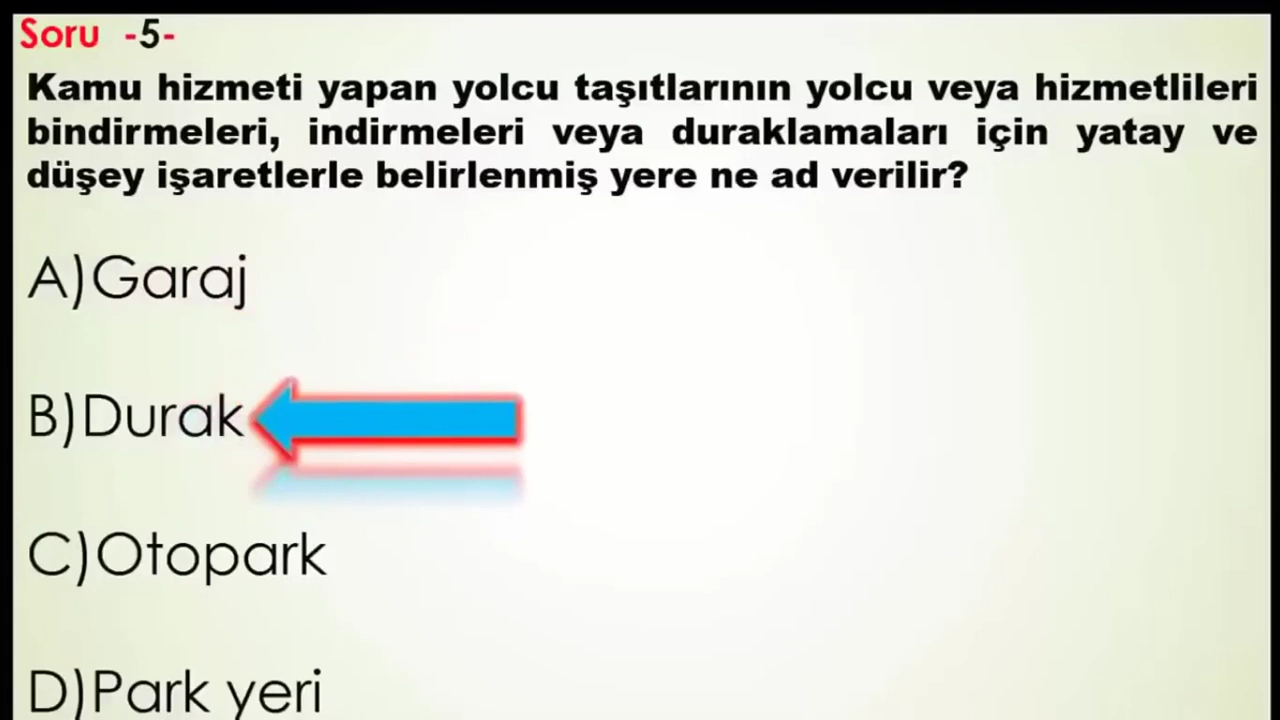 Soru -5-
Kamu hizmeti yapan yolcu taşıtlarının yolcu veya hizmetlileri
bindirmeleri, indirmeleri veya duraklamaları için yatay ve
düşey işaretlerle belirlenmiş yere ne ad verilir?
A)Garaj
B)Durak
C)Otopark
D)Park yeri